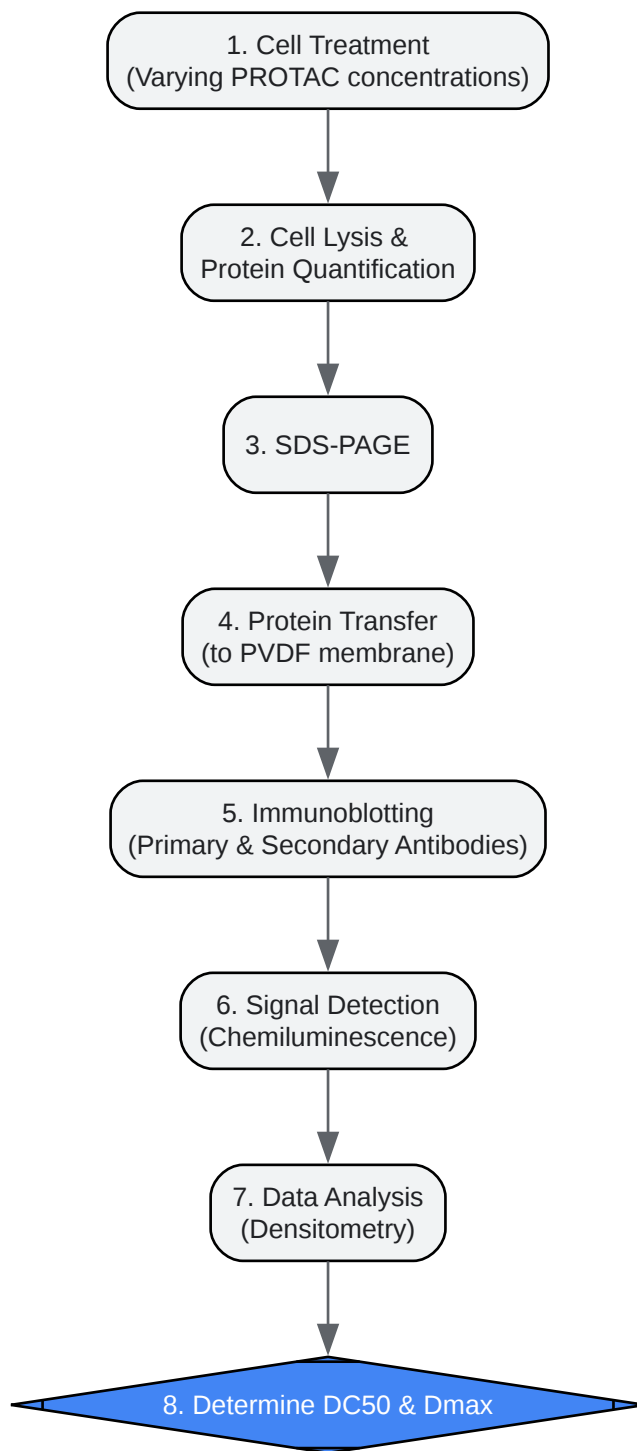 1. Cell Treatment
(Varying PROTAC concentrations)
2. Cell Lysis &
Protein Quantification
3. SDS-PAGE
4. Protein Transfer
(to PVDF membrane)
5. Immunoblotting
(Primary & Secondary Antibodies)
6. Signal Detection
(Chemiluminescence)
7. Data Analysis
(Densitometry)
8. Determine DC50 & Dmax